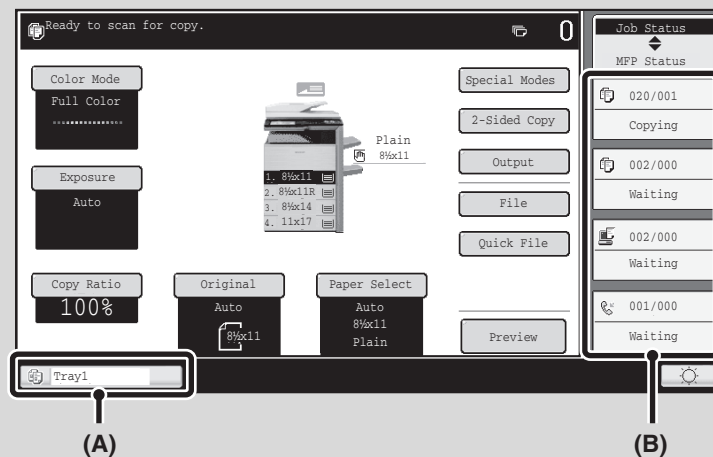 Ready to scan for copy.
0
Job Status
MFP Status
Color Mode
Full Color
Exposure
Auto
Copy Ratio
100%
Original
Auto
8½x11
Paper Select
Auto
8½x11
Plain
Plain
8½x11
1. 8½x11
2. 8½x11R
3. 8½x14
4. 11x17
Special Modes
2-Sided Copy
Output
File
Quick File
Preview
020/001
Copying
002/000
Waiting
002/000
Waiting
001/000
Waiting
Tray1
(A)
(B)